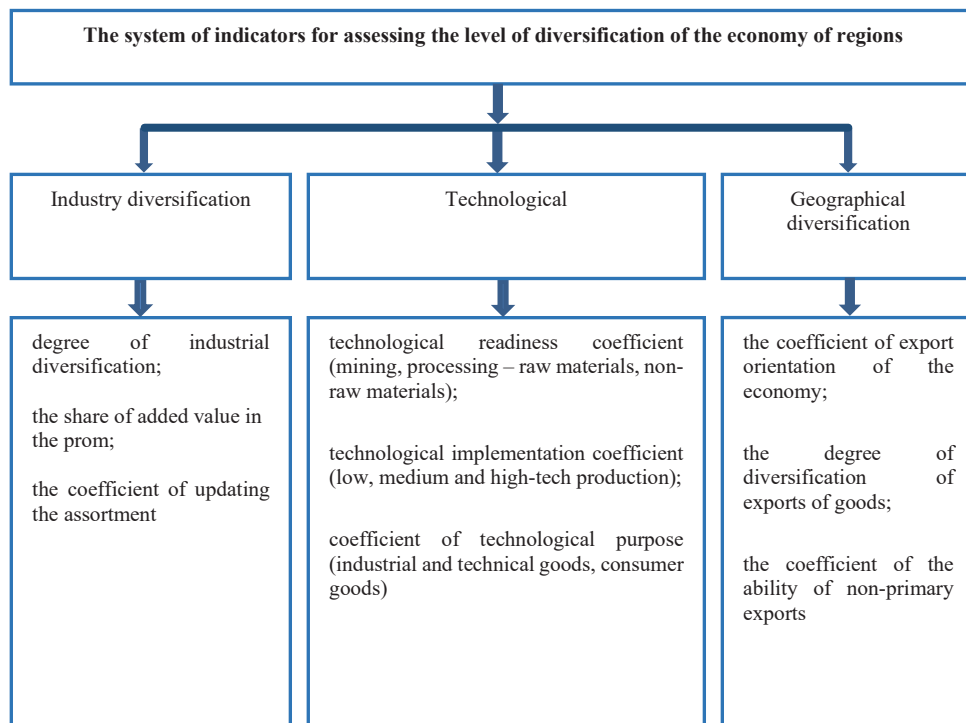 The system of indicators for assessing the level of diversification of the economy of regions
Industry diversification
Technological
Geographical
diversification
degree of industrial
diversification;
the share of added value in
the prom;
the coefficient of updating
the assortment
technological readiness coefficient
(mining, processing – raw materials, non-
raw materials);
technological implementation coefficient
(low, medium and high-tech production);
coefficient of technological purpose
(industrial and technical goods, consumer
goods)
the coefficient of export
orientation of the
economy;
the degree of
diversification of
exports of goods;
the coefficient of the
ability of non-primary
exports